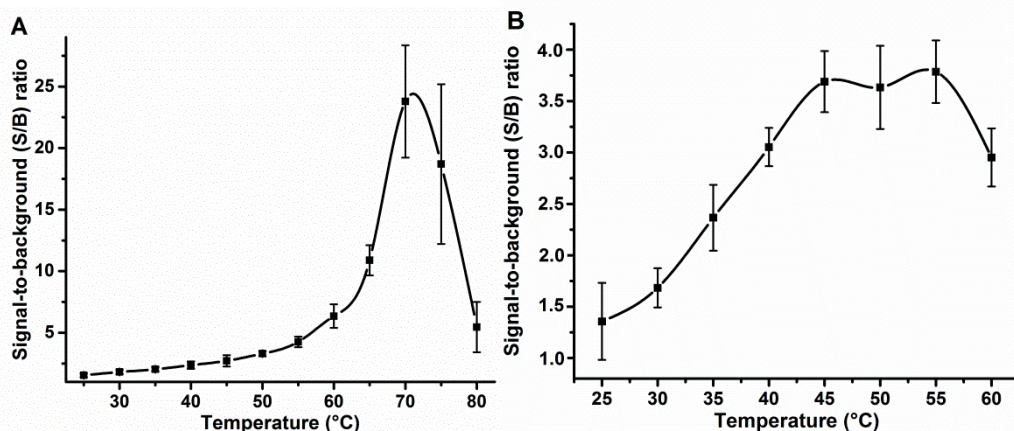 A
Signal-to-background (S/B) ratio
25
20
15
10
5
30 40 50 60 70 80
Temperature (°C)
B
Signal-to-background (S/B) ratio
4.0
3.5
3.0
2.5
2.0
1.5
1.0
25 30 35 40 45 50 55 60
Temperature (°C)